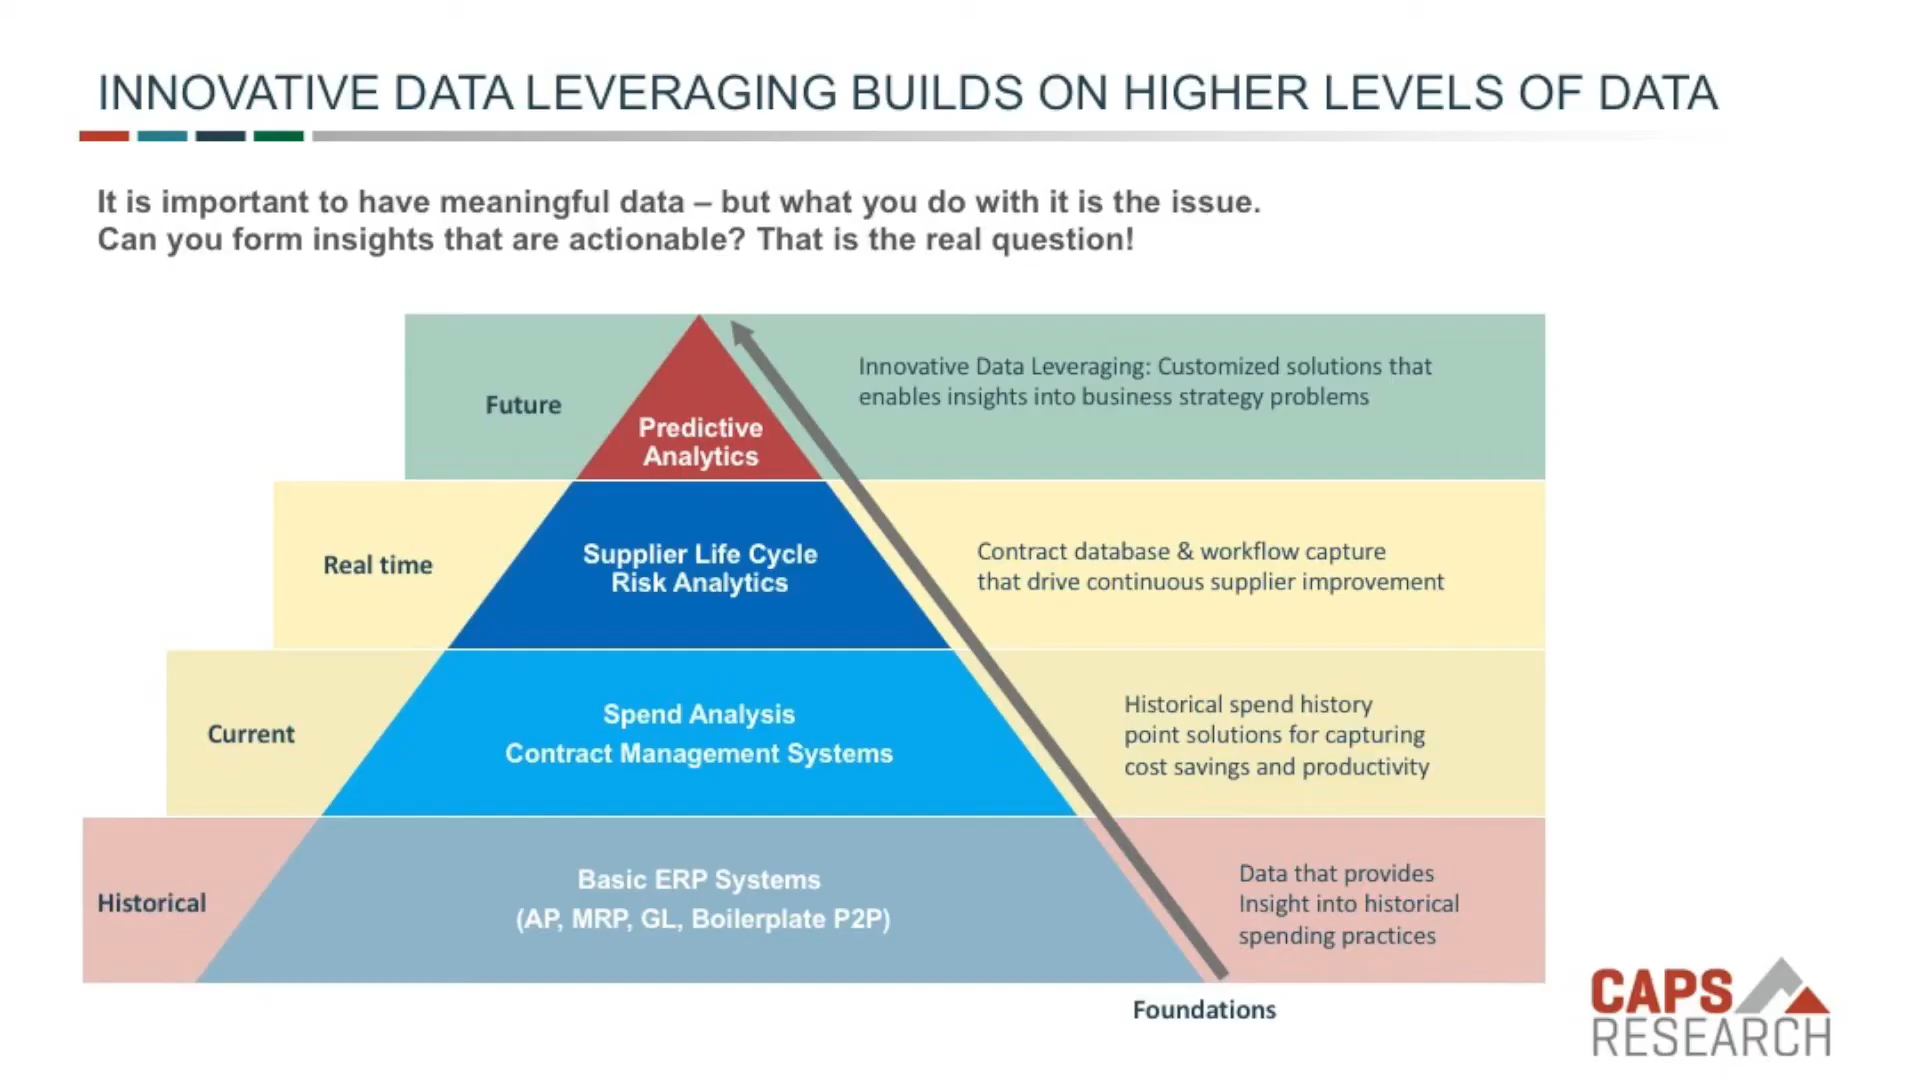 INNOVATIVE DATA LEVERAGING BUILDS ON HIGHER LEVELS OF DATA
It is important to have meaningful data – but what you do with it is the issue.
Can you form insights that are actionable? That is the real question!
Future
Predictive
Analytics
Innovative Data Leveraging: Customized solutions that
enables insights into business strategy problems
Real time
Supplier Life Cycle
Risk Analytics
Contract database & workflow capture
that drive continuous supplier improvement
Current
Spend Analysis
Contract Management Systems
Historical spend history
point solutions for capturing
cost savings and productivity
Historical
Basic ERP Systems
(AP, MRP, GL, Boilerplate P2P)
Data that provides
Insight into historical
spending practices
Foundations
CAPS
RESEARCH